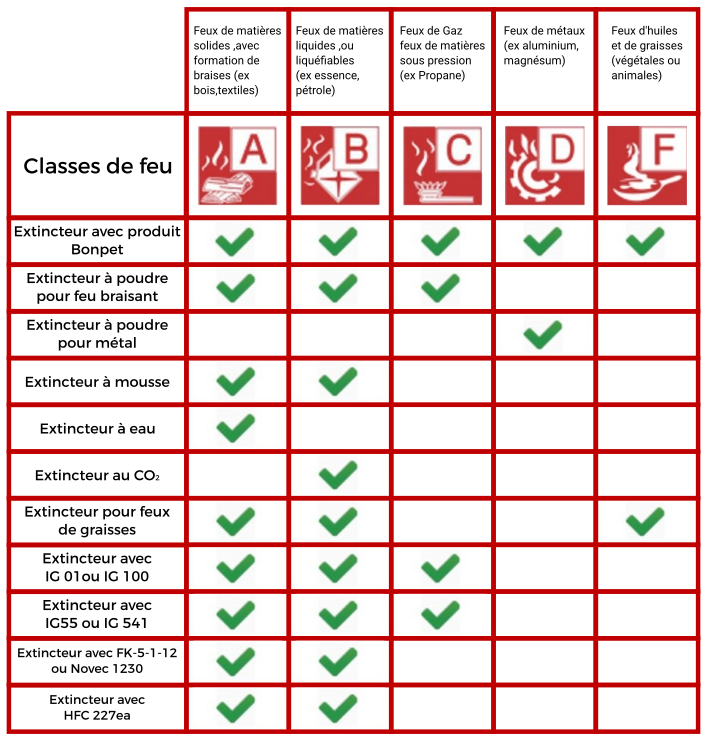 Feux de matières
solides ,avec
formation de
braises (ex
bois,textiles)
Feux de matières
liquides ,ou
liquéfiables
(ex essence,
pétrole)
Feux de Gaz
feux de matières
sous pression
(ex Propane)
Feux de métaux
(ex aluminium,
magnésum)
Feux d'huiles
et de graisses
(végétales ou
animales)
Classes de feu
A
B
C
D
F
Extincteur avec produit
Bonpet
Extincteur à poudre
pour feu braisant
Extincteur à poudre
pour métal
Extincteur à mousse
Extincteur à eau
Extincteur au CO₂
Extincteur pour feux
de graisses
Extincteur avec
IG 01ou IG 100
Extincteur avec
IG55 ou IG 541
Extincteur avec FK-5-1-12
ou Novec 1230
Extincteur avec
HFC 227ea